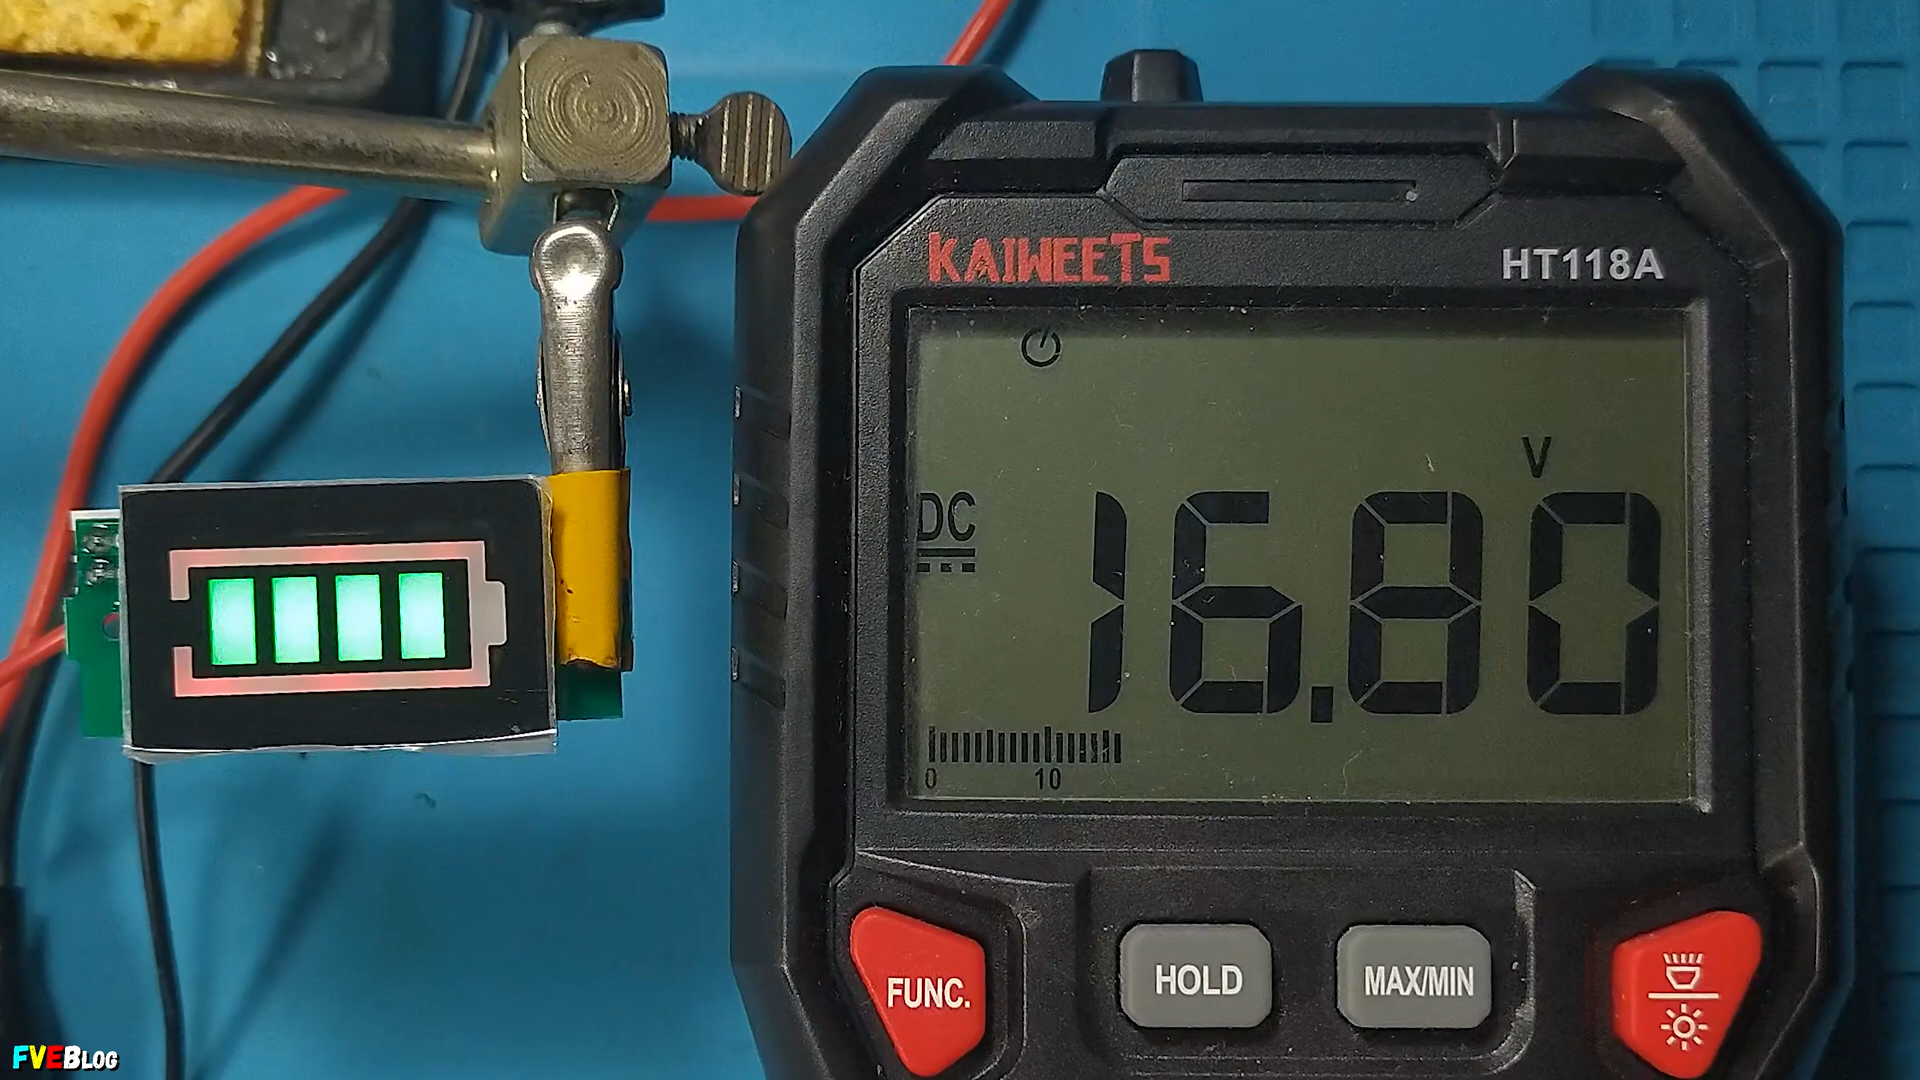 KAIWEETS
HT118A
V
DC
16.80
0 10
FUNC.
HOLD
MAX/MIN
FVEBLOG